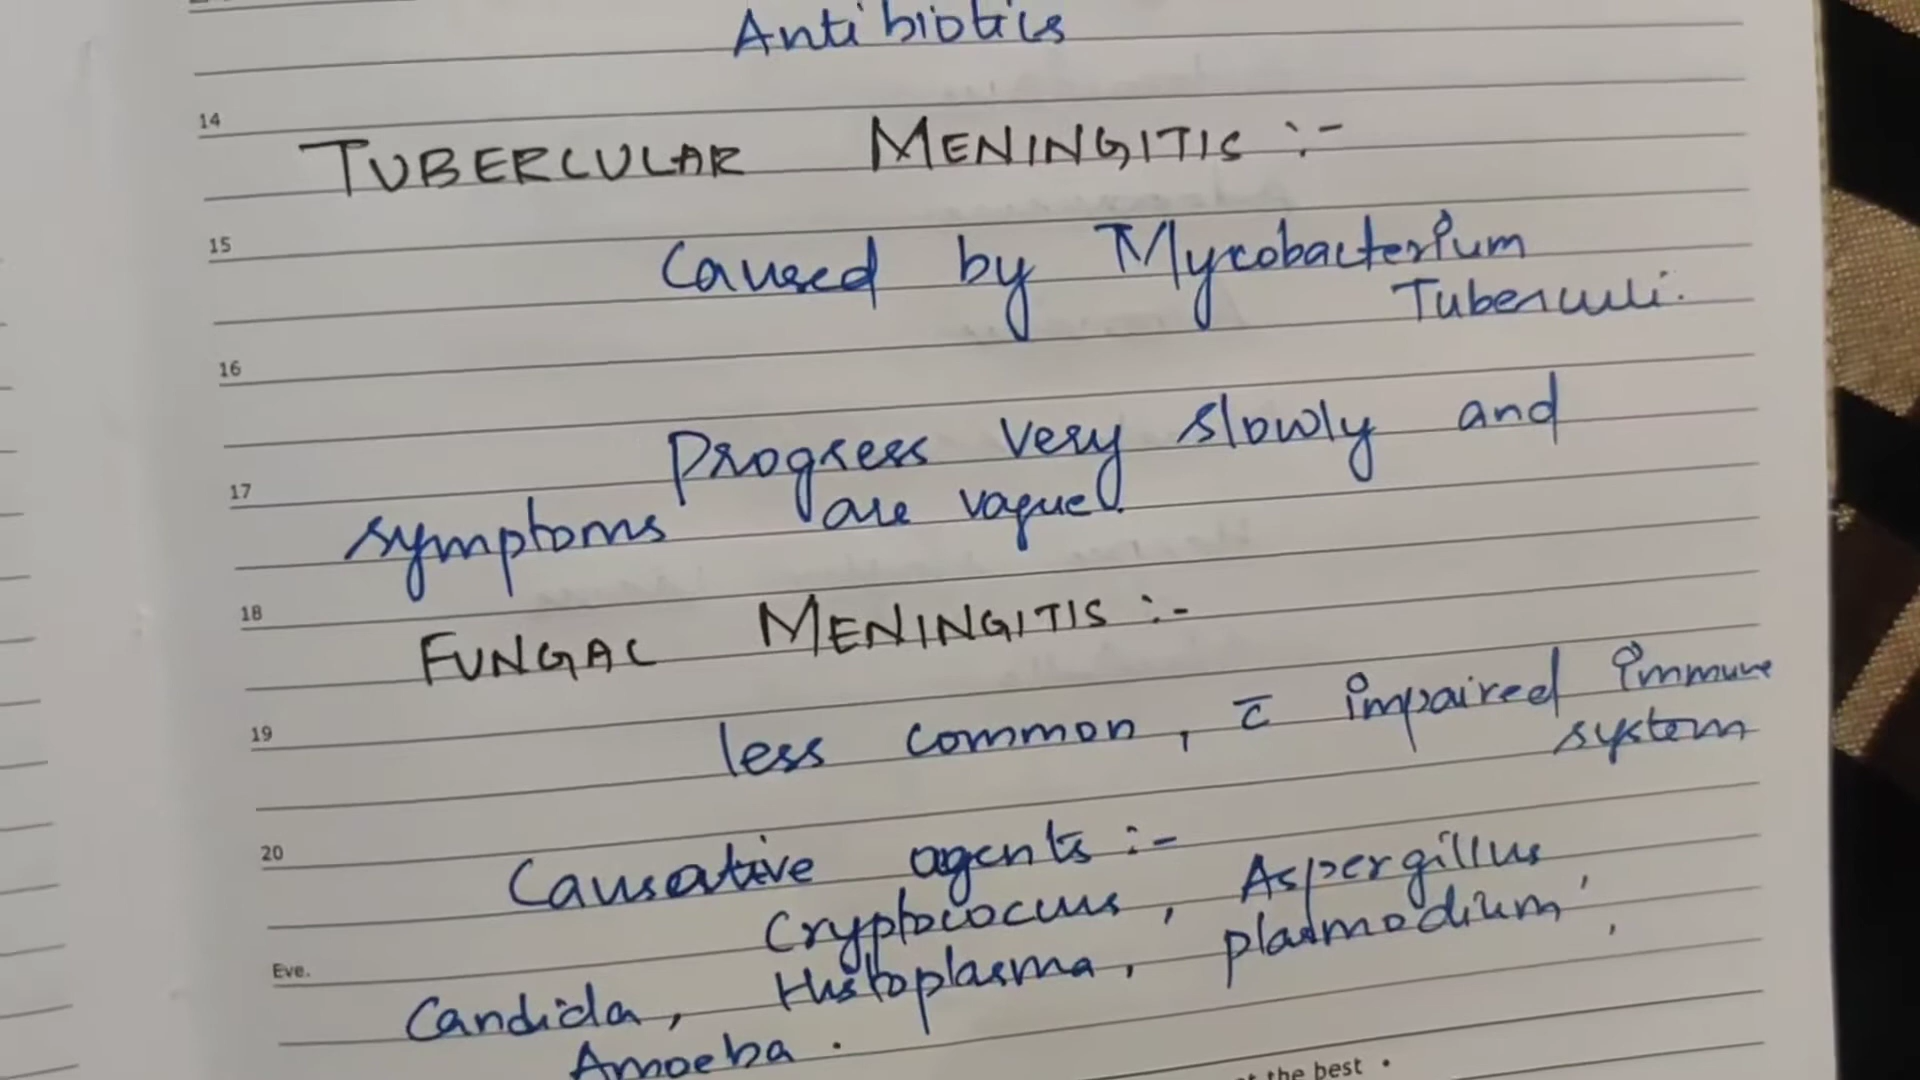 Antibiotics
14
TUBERCULAR MENINGITIS :-
15
Caused by Mycobacterium
Tuberculi.
16
Progress very slowly and
17
symptoms are vague.
18
FUNGAL MENINGITIS :-
19
less common, c̄ impaired immune
system
20
Causative agents :-
Cryptococcus, Aspergillus,
Eve.
Candida, Histoplasma, plasmodium,
Amoeba.
the best •